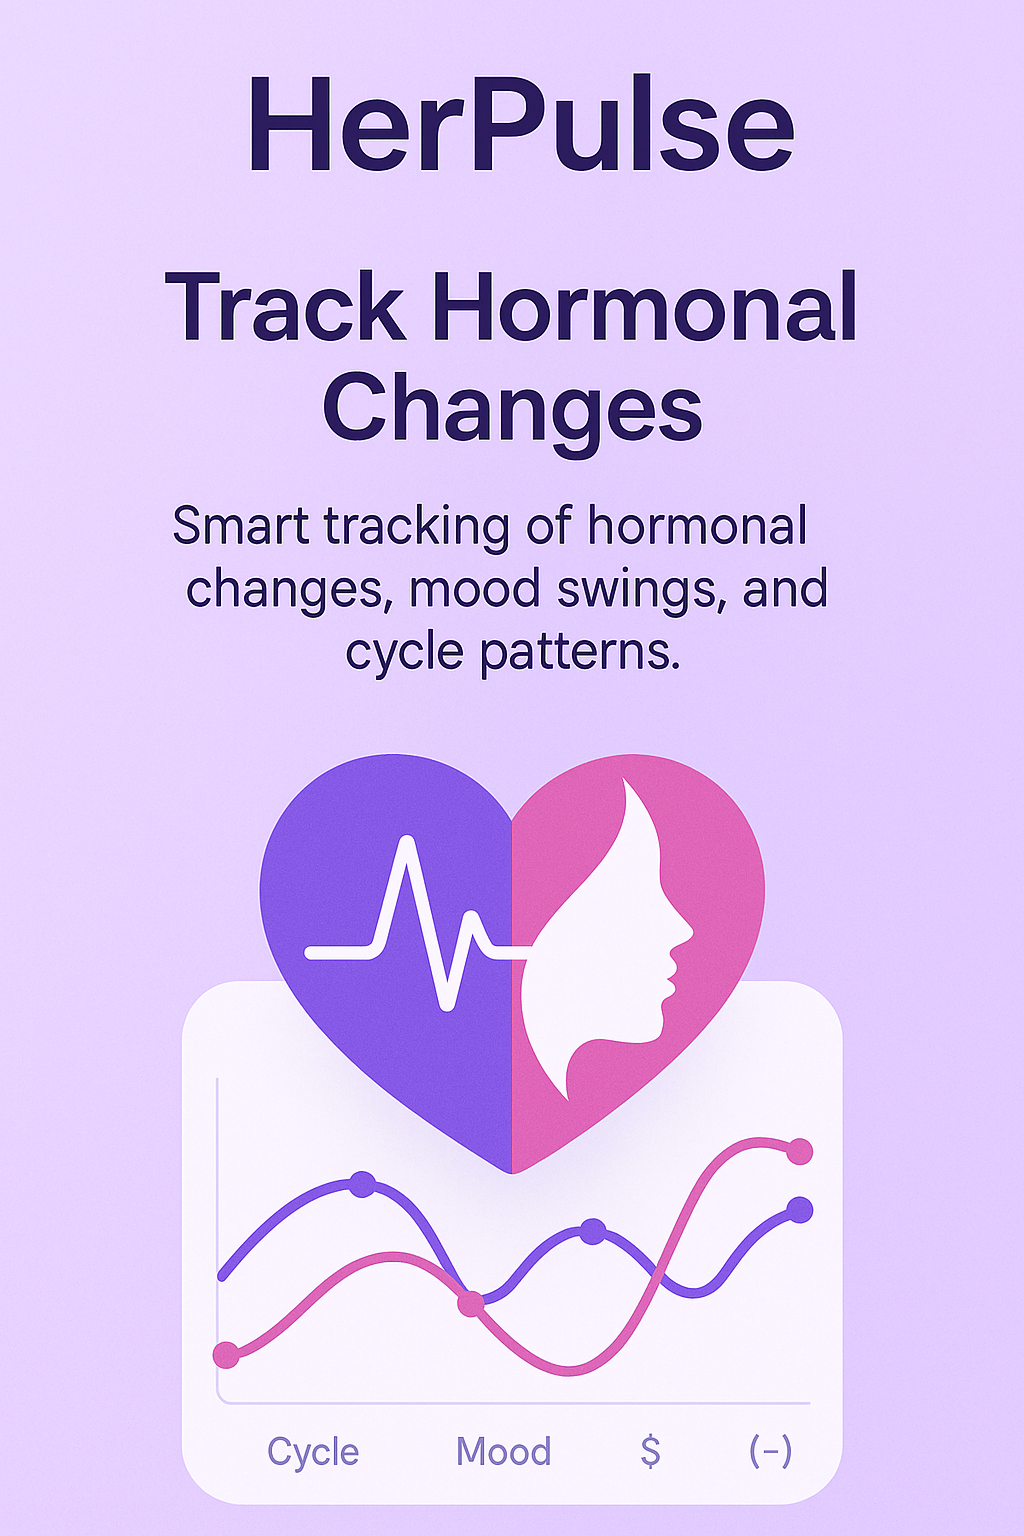 HerPulse
Track Hormonal
Changes
Smart tracking of hormonal
changes, mood swings, and
cycle patterns.
Cycle Mood $ (-)